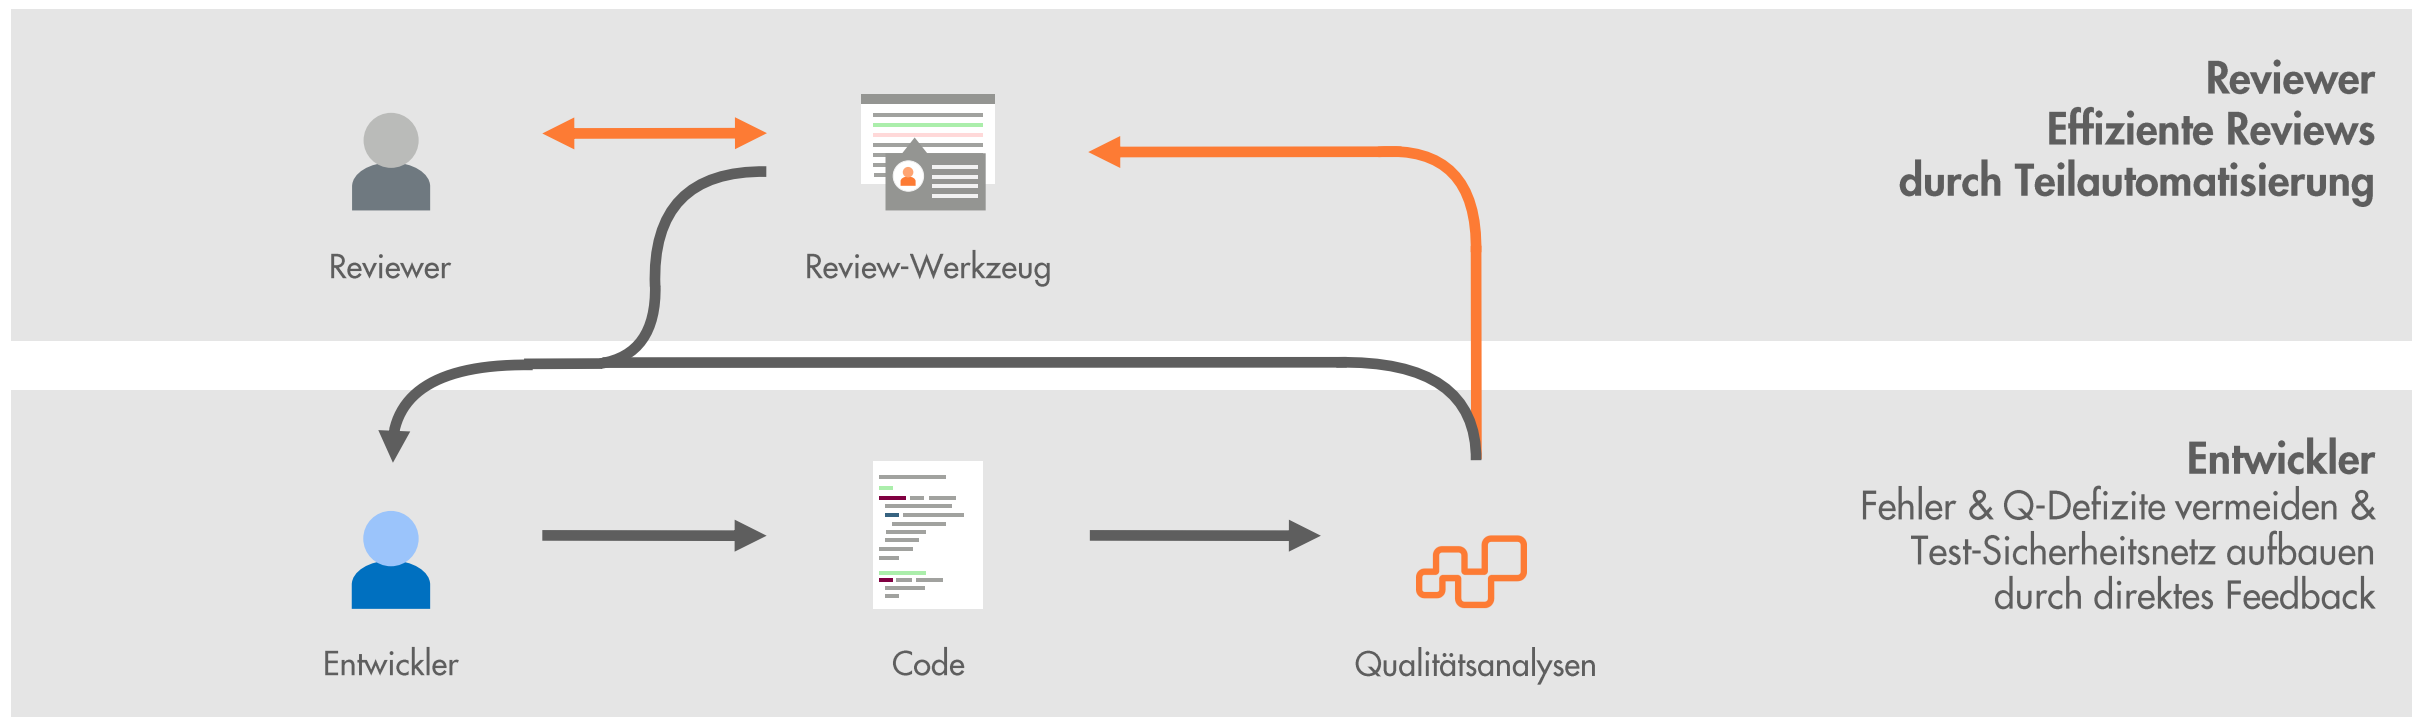 Reviewer
Effiziente Reviews
durch Teilautomatisierung
Reviewer
Review-Werkzeug
Entwickler
Fehler & Q-Defizite vermeiden &
Test-Sicherheitsnetz aufbauen
durch direktes Feedback
Entwickler
Code
Qualitätsanalysen